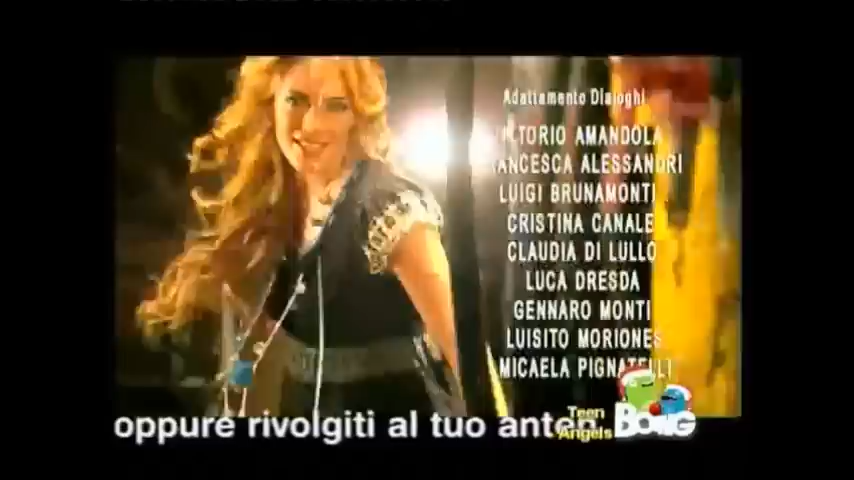 Adattamento Dialoghi
TORIO AMANDOLA
ANCESCA ALESSANDRI
LUIGI BRUNAMONTI
CRISTINA CANALE
CLAUDIA DI LULLO
LUCA DRESDA
GENNARO MONTI
LUISITO MORIONES
MICAELA PIGNATELLI
oppure rivolgiti al tuo anten
Teen
Angels
BOING